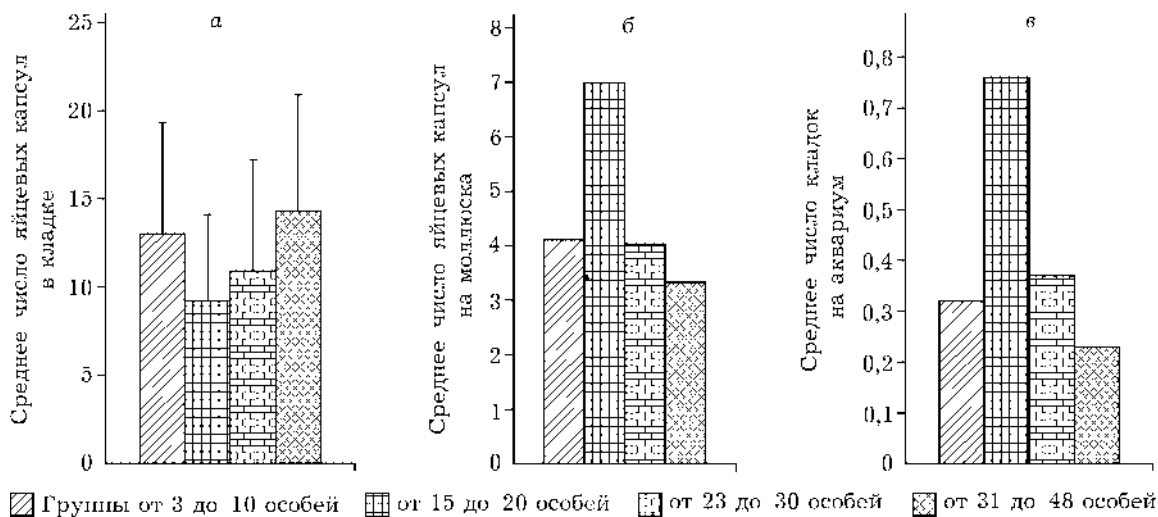 а
Среднее число яйцевых капсул
в кладке
25
20
15
10
5
0
б
Среднее число яйцевых капсул
на моллюска
8
7
6
5
4
3
2
1
0
в
Среднее число кладок
на аквариум
0,8
0,7
0,6
0,5
0,4
0,3
0,2
0,1
0
Группы от 3 до 10 особей от 15 до 20 особей от 23 до 30 особей от 31 до 48 особей